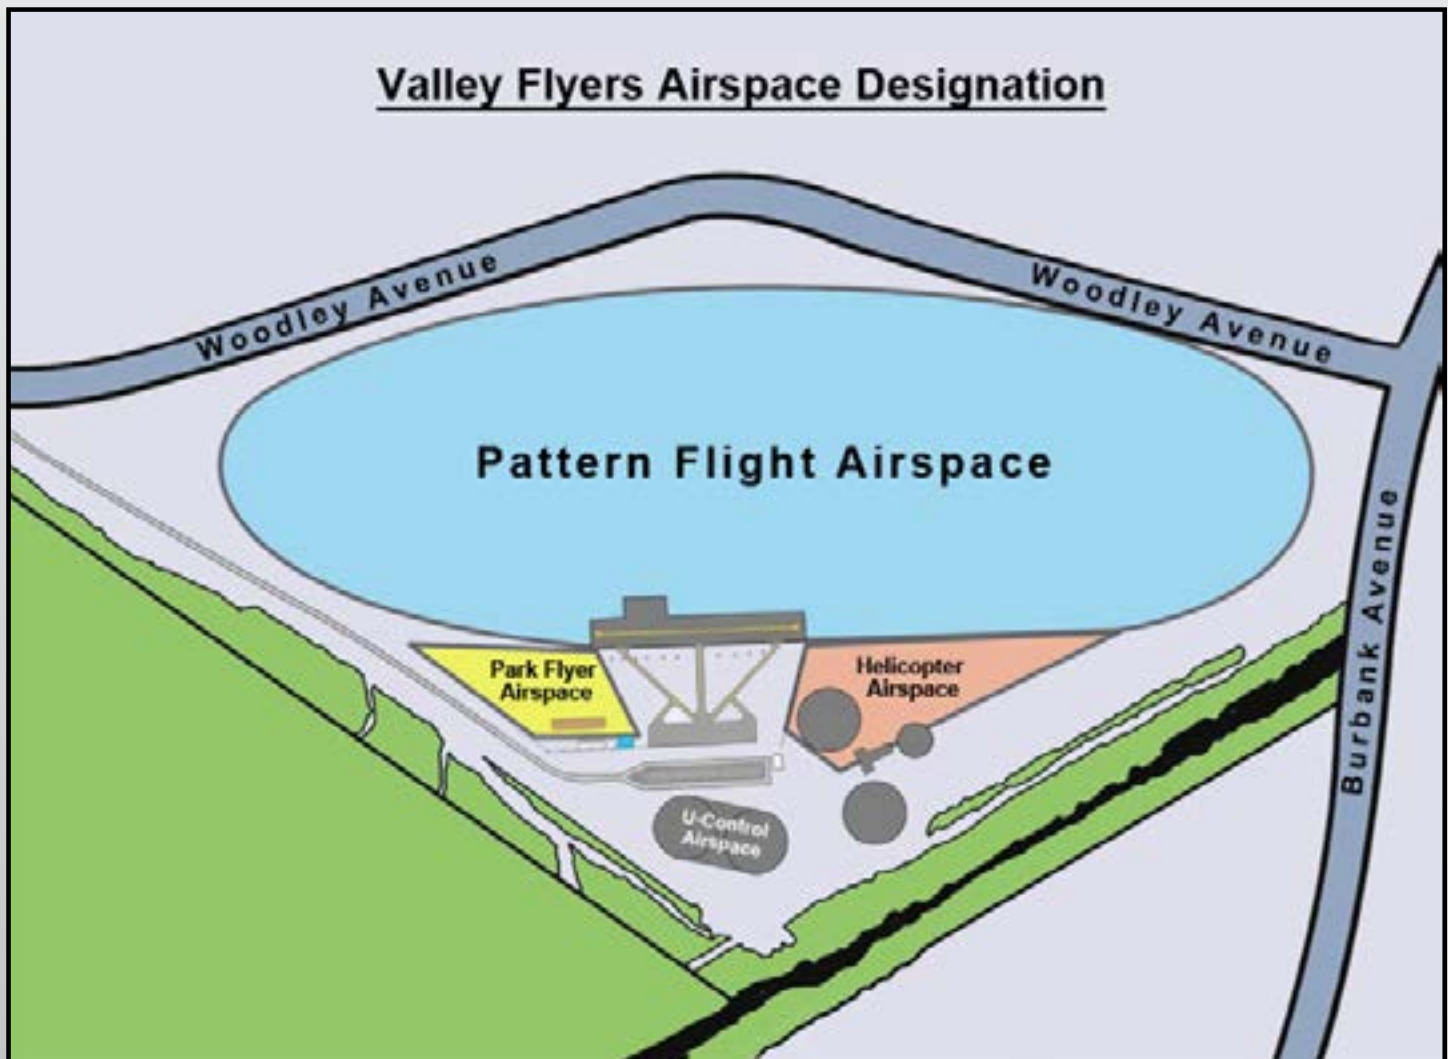 Valley Flyers Airspace Designation
Woodley Avenue
Woodley Avenue
Pattern Flight Airspace
Park Flyer
Airspace
Helicopter
Airspace
Burbank Avenue
U-Control
Airspace